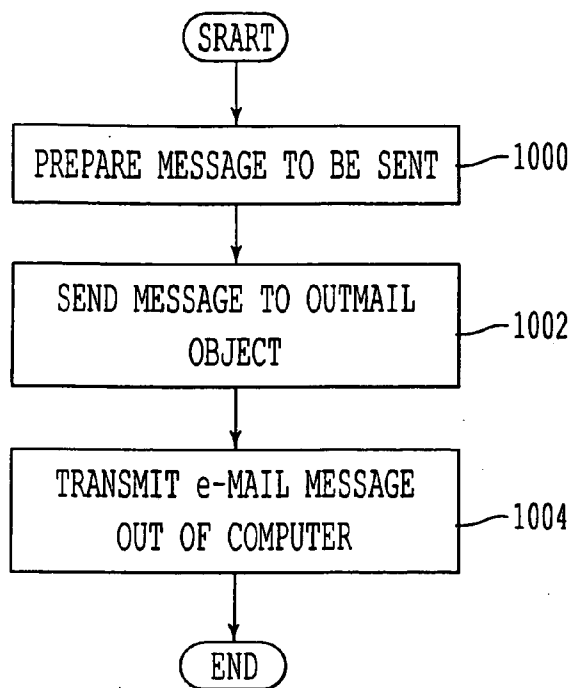 SRART
PREPARE MESSAGE TO BE SENT
1000
SEND MESSAGE TO OUTMAIL
OBJECT
1002
TRANSMIT e-MAIL MESSAGE
OUT OF COMPUTER
1004
END